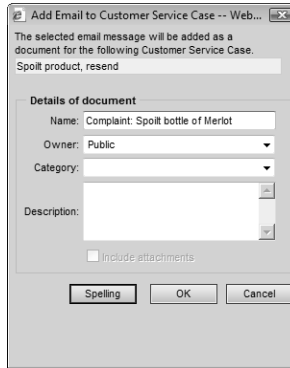 Add Email to Customer Service Case -- Web...
The selected email message will be added as a
document for the following Customer Service Case.
Spoilt product, resend
Details of document
Name: Complaint: Spoilt bottle of Merlot
Owner: Public
Category:
Description:
Include attachments
Spelling OK Cancel